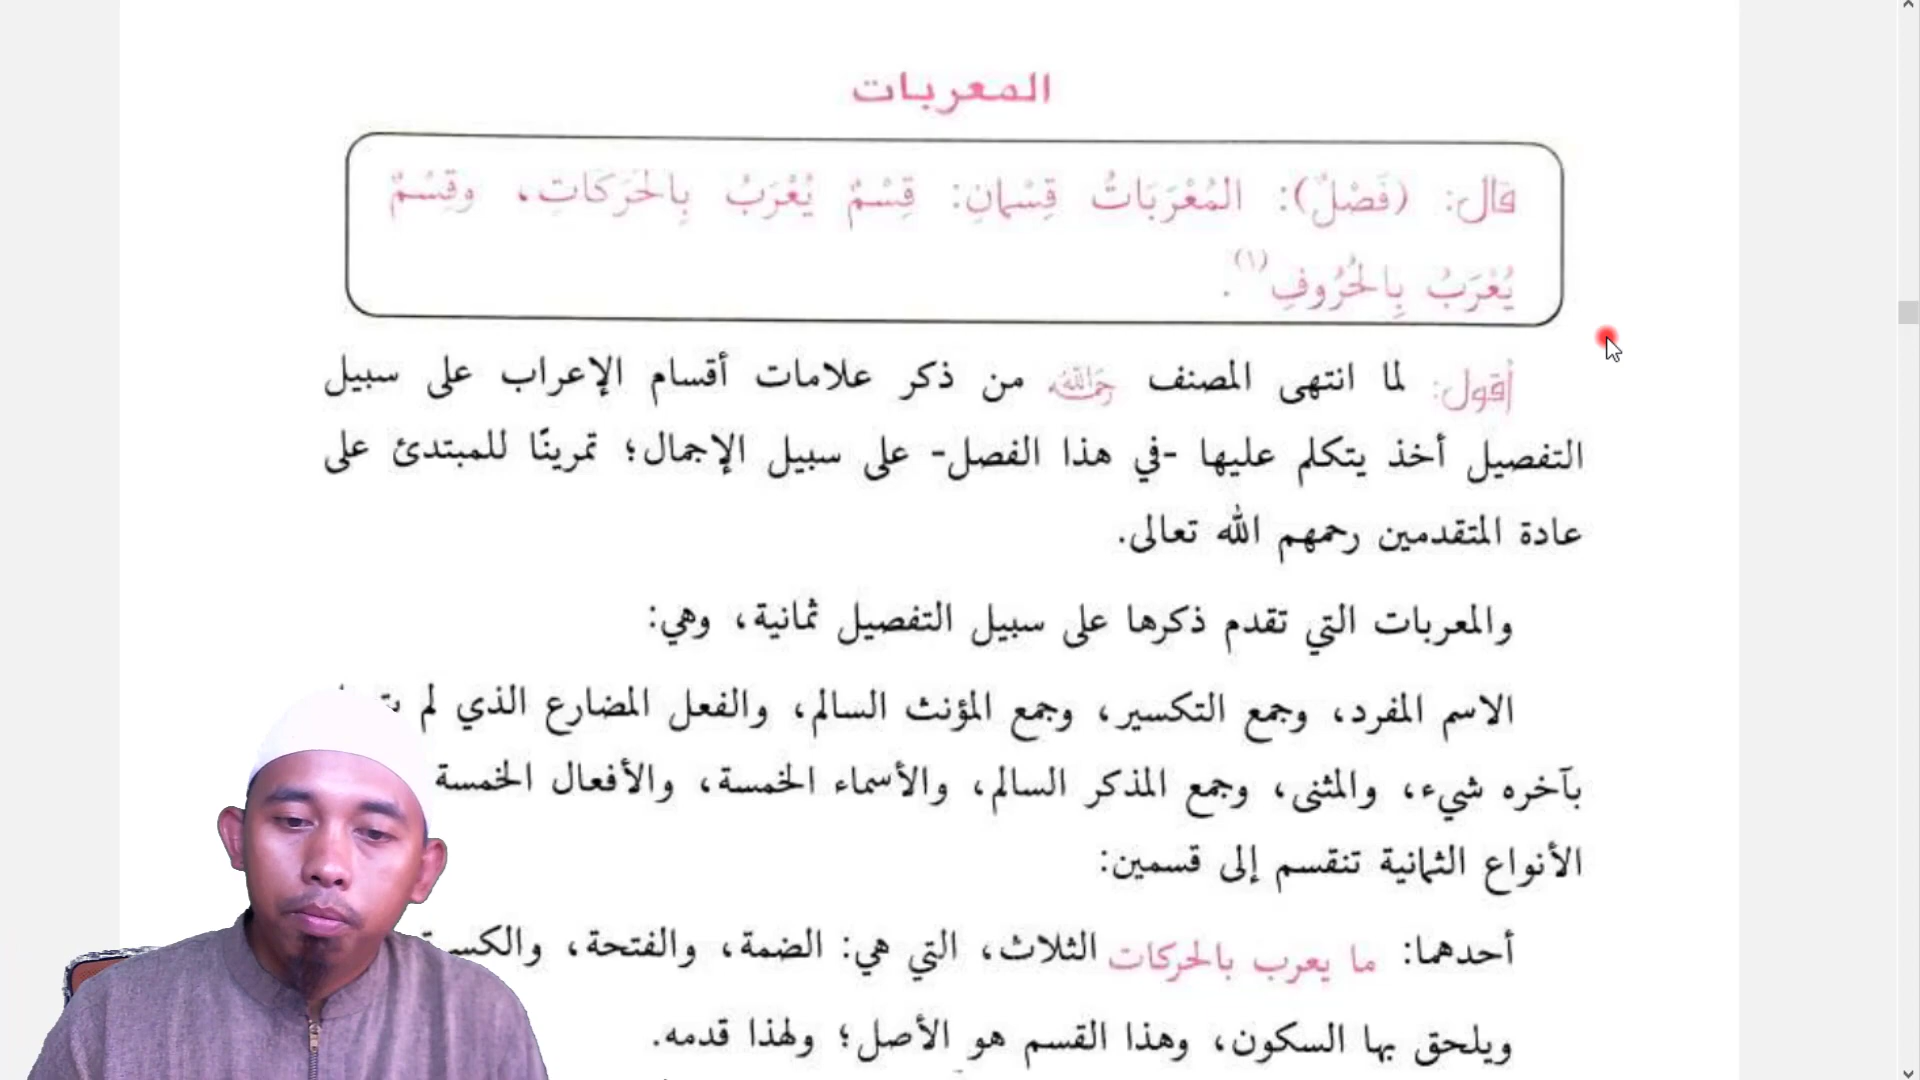 المعربات
قال: (فَصْلٌ): المُعْرَبَاتُ قِسْمانِ: قِسْمٌ يُعْرَبُ بِالحَرَكَاتِ، وقِسْمٌ
يُعْرَبُ بِالحُرُوفِ(١).
أقول: لما انتهى المصنف رحمه الله من ذكر علامات أقسام الإعراب على سبيل
التفصيل أخذ يتكلم عليها -في هذا الفصل- على سبيل الإجمال؛ تمرينًا للمبتدئ على
عادة المتقدمين رحمهم الله تعالى.
والمعربات التي تقدم ذكرها على سبيل التفصيل ثمانية، وهي:
الاسم المفرد، وجمع التكسير، وجمع المؤنث السالم، والفعل المضارع الذي لم
بآخره شيء، والمثنى، وجمع المذكر السالم، والأسماء الخمسة، والأفعال الخمسة
الأنواع الثمانية تنقسم إلى قسمين:
أحدهما: ما يعرب بالحركات الثلاث، التي هي: الضمة، والفتحة،
ويلحق بها السكون، وهذا القسم هو الأصل؛ ولهذا قدمه.